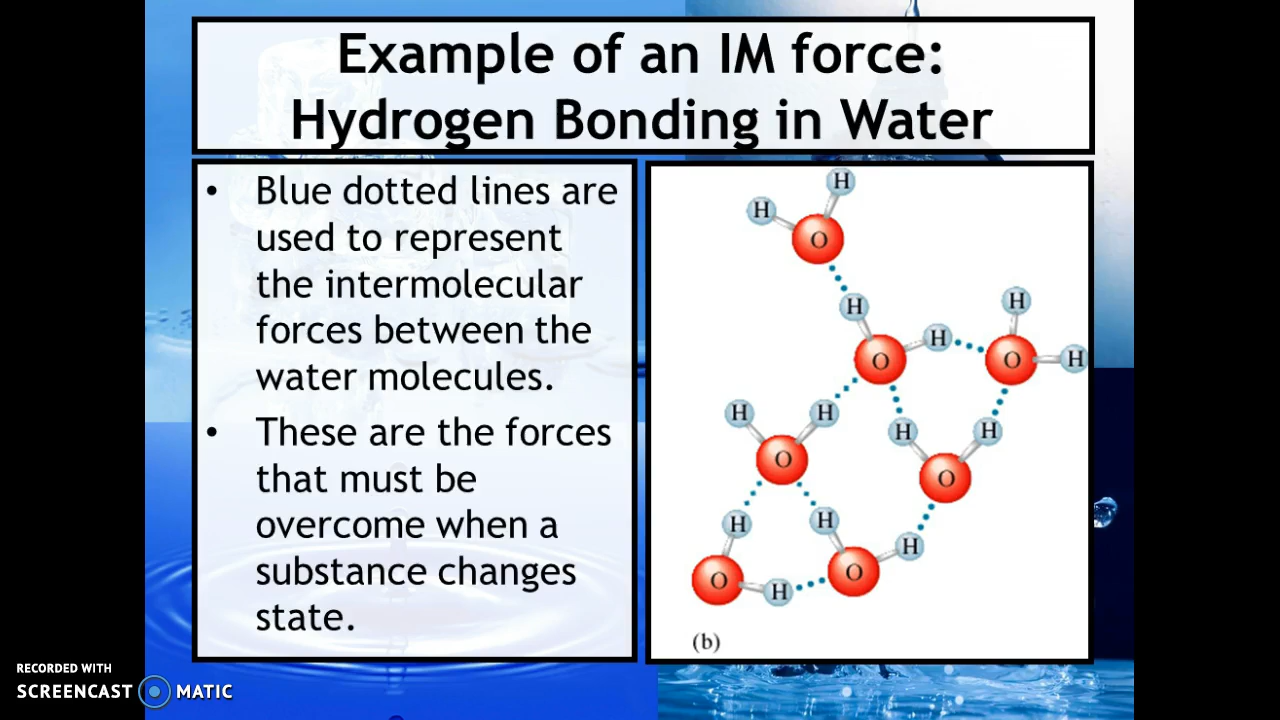 Example of an IM force:
Hydrogen Bonding in Water
• Blue dotted lines are
used to represent
the intermolecular
forces between the
water molecules.
• These are the forces
that must be
overcome when a
substance changes
state.
H
H
O
H
H
H
O
O
H
H
H
H
H
O
O
H
H
H
O
O
H
(b)
RECORDED WITH
SCREENCAST MATIC